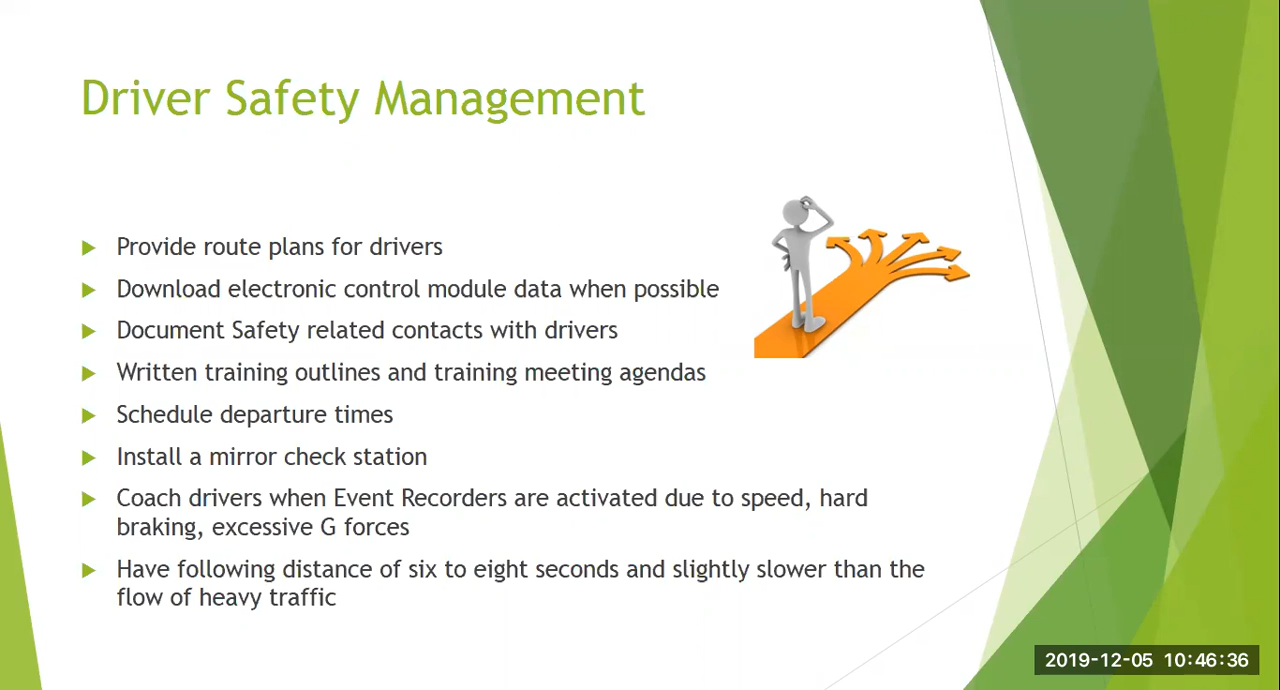 Driver Safety Management
Provide route plans for drivers
Download electronic control module data when possible
Document Safety related contacts with drivers
Written training outlines and training meeting agendas
Schedule departure times
Install a mirror check station
Coach drivers when Event Recorders are activated due to speed, hard
braking, excessive G forces
Have following distance of six to eight seconds and slightly slower than the
flow of heavy traffic
2019-12-05 10:46:36